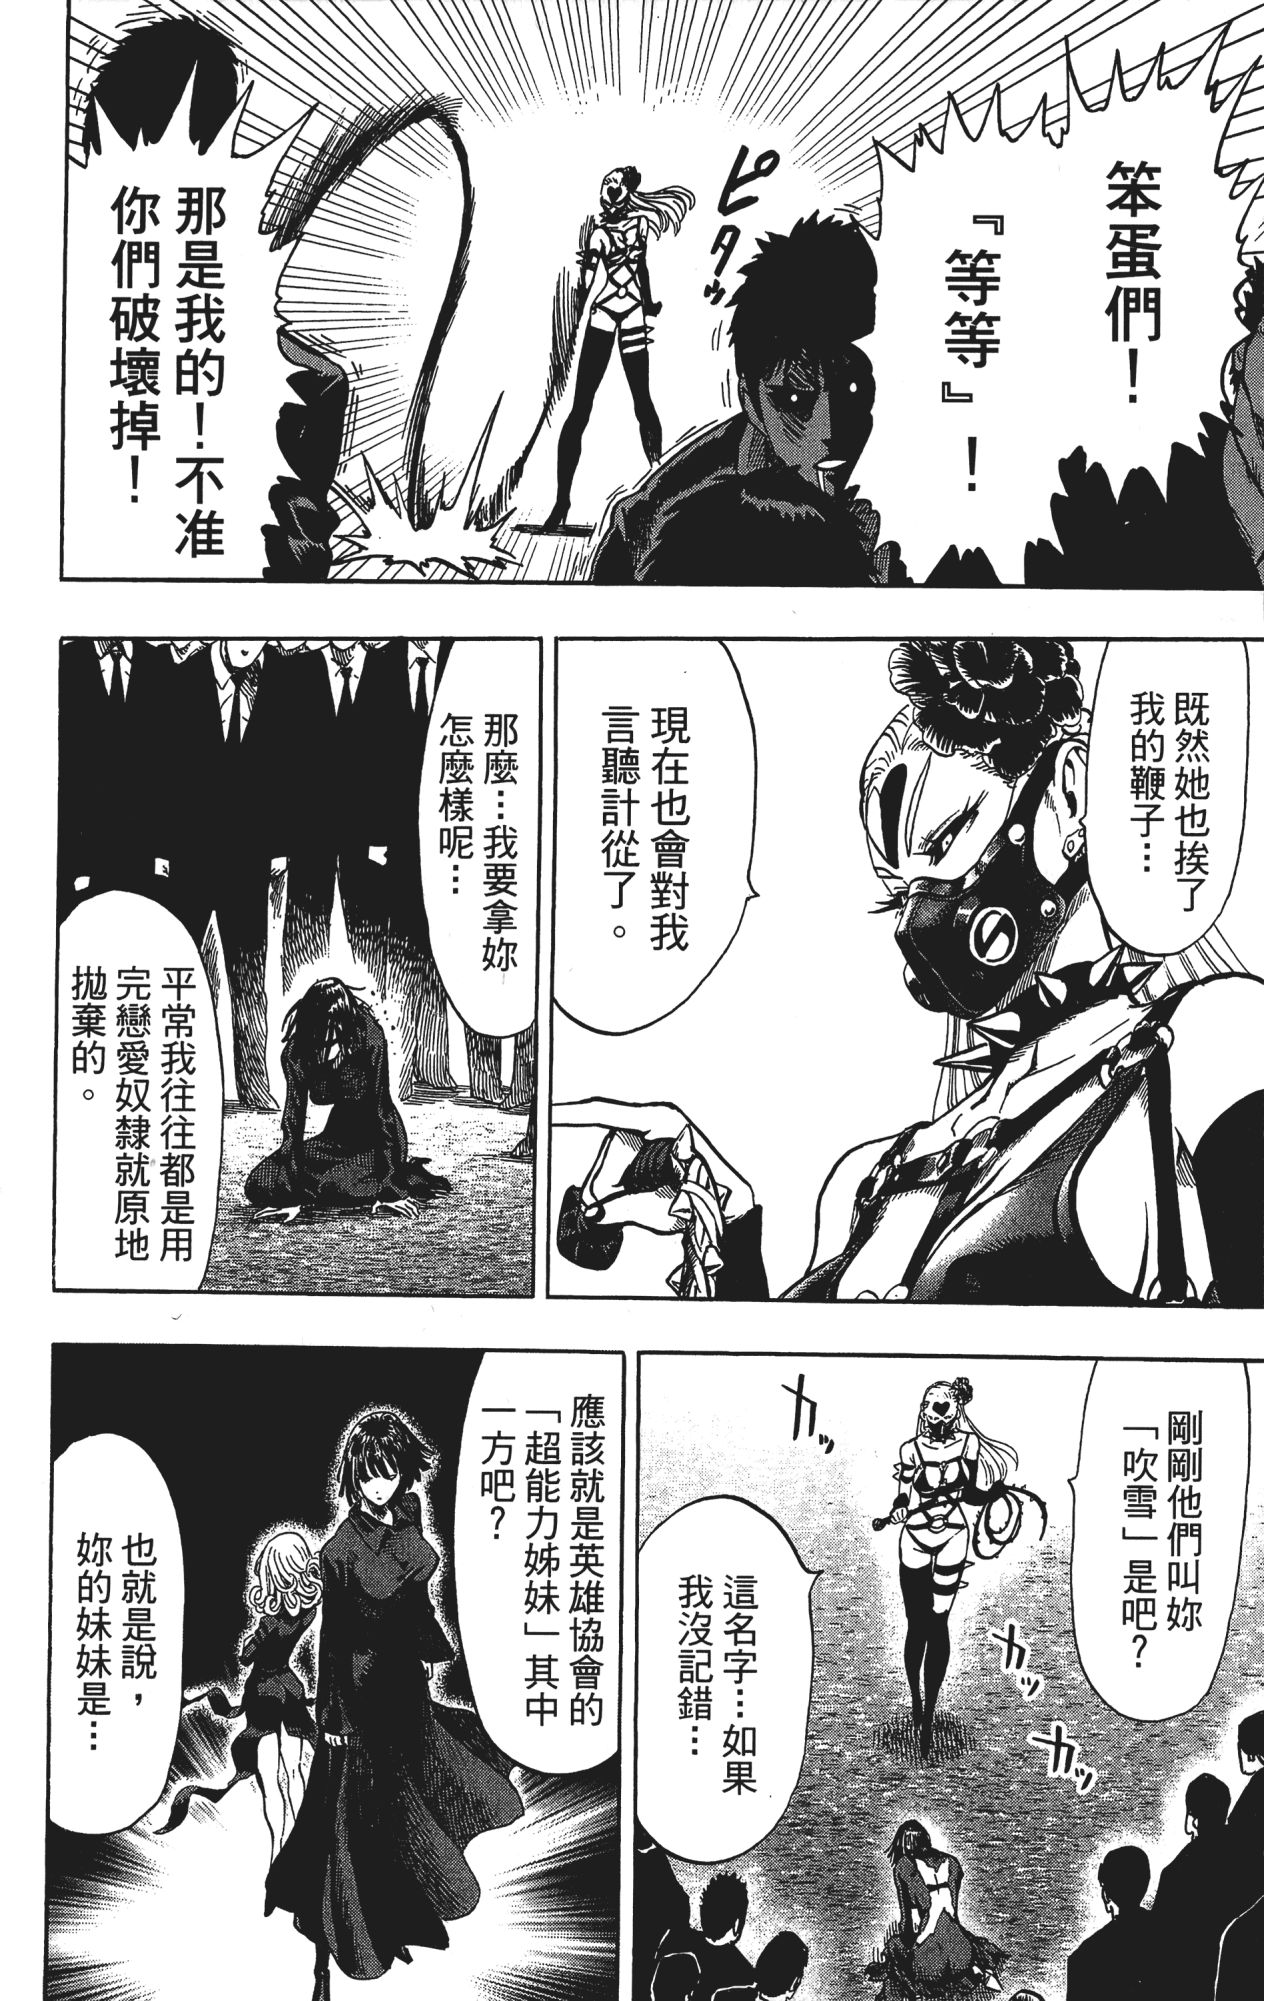 笨蛋們！
『等等』！
ピタッ
那是我的！不准
你們破壞掉！
既然她也挨了
我的鞭子…
現在也會對我
言聽計從了。
那麼…我要拿妳
怎麼樣呢…
平常我往往都是用
完戀愛奴隸就原地
拋棄的。
剛剛他們叫妳
「吹雪」是吧？
カッ
カッ
カッ
這名字…如果
我沒記錯…
應該就是英雄協會的
「超能力姊妹」其中
一方吧？
也就是說，
妳的妹妹是…